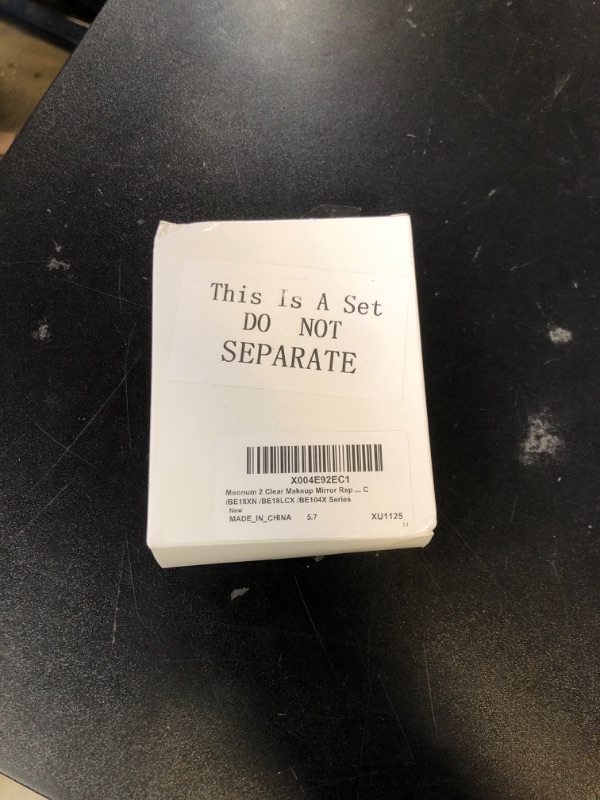 This Is A Set
DO NOT
SEPARATE
X004E92EC1
Meonum 2 Clear Makeup Mirror Rep ... C
/BE18XN /BE18LCX /BE104X Series
New
MADE_IN_CHINA 5.7 XU1125